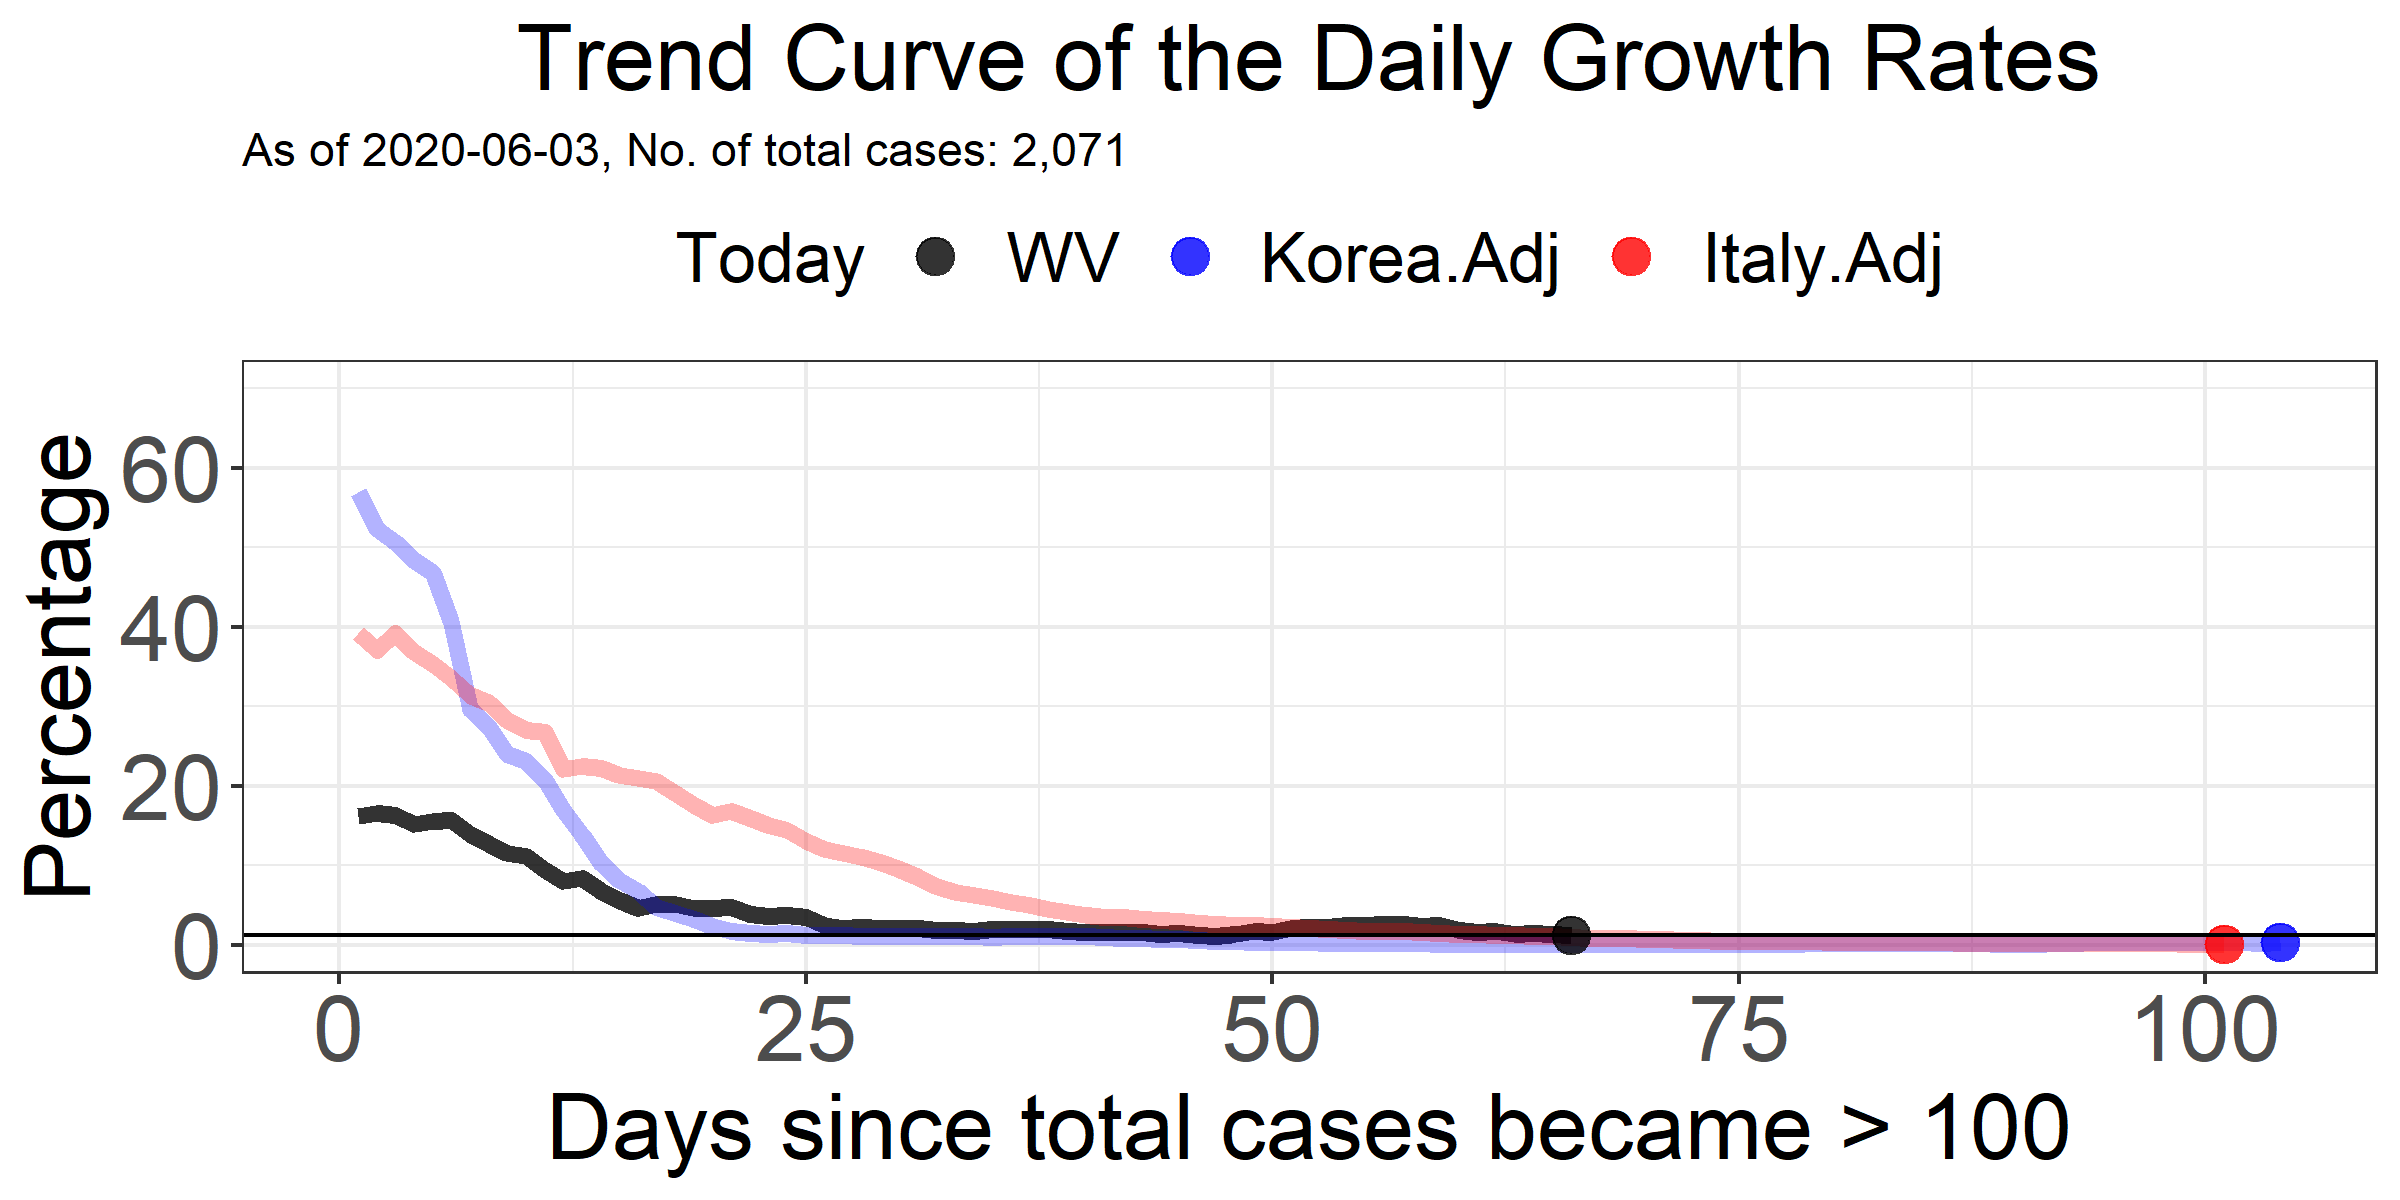 Trend Curve of the Daily Growth Rates
As of 2020-06-03, No. of total cases: 2,071
Today WV Korea.Adj Italy.Adj
Percentage
60
40
20
0
0 25 50 75 100
Days since total cases became > 100